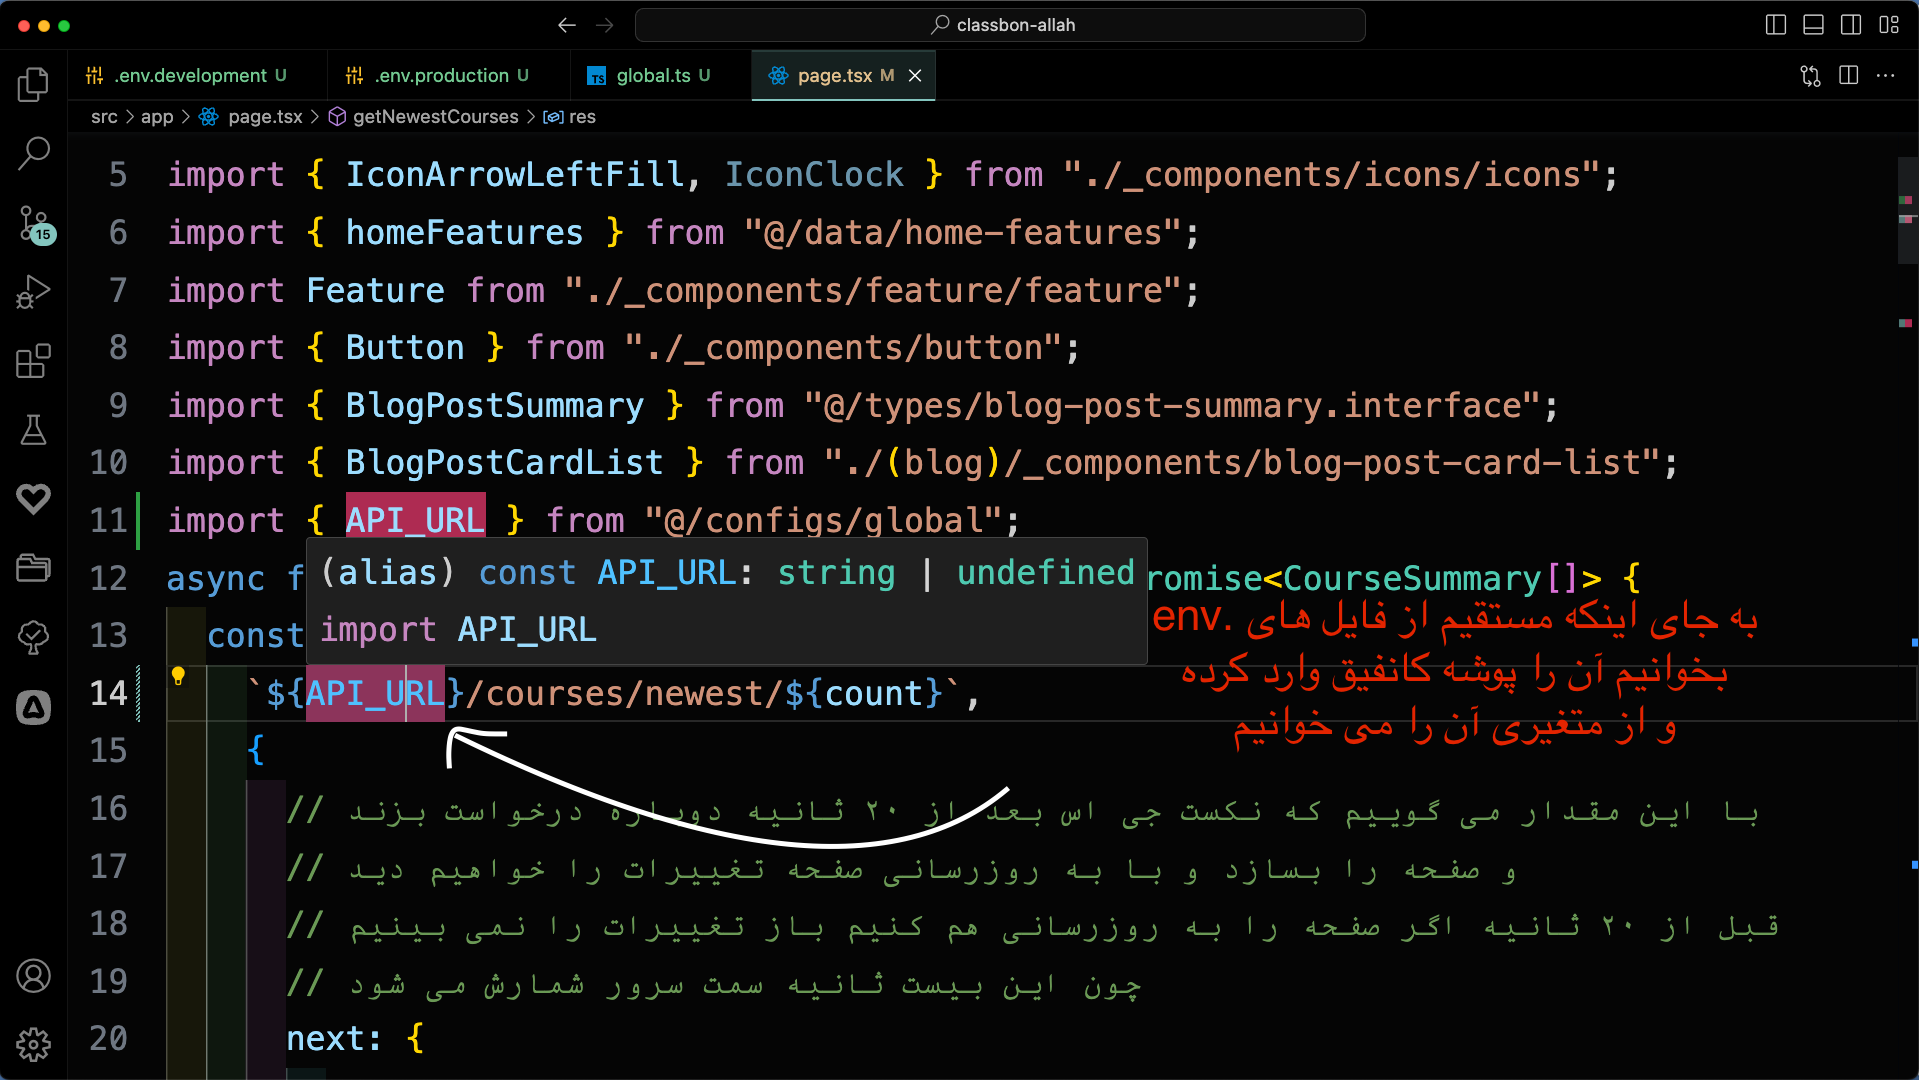 classbon-allah
.env.development U
.env.production U
TS global.ts U
page.tsx M
src > app > page.tsx > getNewestCourses > res
15
5 import { IconArrowLeftFill, IconClock } from "./_components/icons/icons";
6 import { homeFeatures } from "@/data/home-features";
7 import Feature from "./_components/feature/feature";
8 import { Button } from "./_components/button";
9 import { BlogPostSummary } from "@/types/blog-post-summary.interface";
10 import { BlogPostCardList } from "./(blog)/_components/blog-post-card-list";
11 import { API_URL } from "@/configs/global";
(alias) const API_URL: string | undefined
import API_URL
12 async f romise<CourseSummary[]> {
13 const
به جای اینکه مستقیم از فایل های .env
بخوانیم آن را پوشه کانفیق وارد کرده
و از متغیری آن را می خوانیم
14 `${API_URL}/courses/newest/${count}`,
15 {
16 // با این مقدار می گوییم که نکست جی اس بعد از ۲۰ ثانیه دوباره درخواست بزند
17 // و صفحه را بسازد و با به روزرسانی صفحه تغییرات را خواهیم دید
18 // قبل از ۲۰ ثانیه اگر صفحه را به روزرسانی هم کنیم باز تغییرات را نمی بینیم
19 // چون این بیست ثانیه سمت سرور شمارش می شود
20 next: {